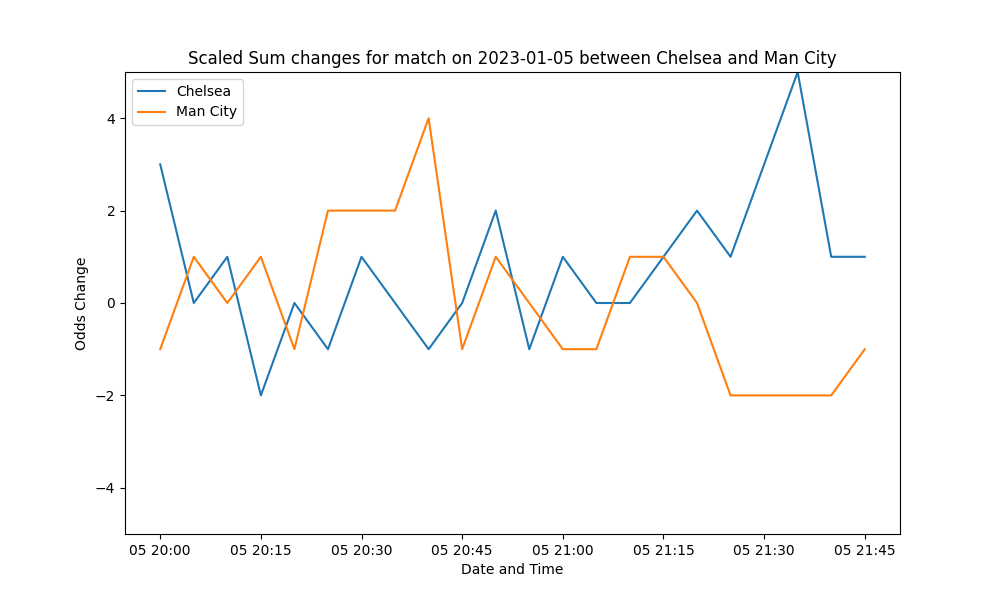 Scaled Sum changes for match on 2023-01-05 between Chelsea and Man City
Chelsea
Man City
4
2
0
−2
−4
Odds Change
05 20:00 05 20:15 05 20:30 05 20:45 05 21:00 05 21:15 05 21:30 05 21:45
Date and Time